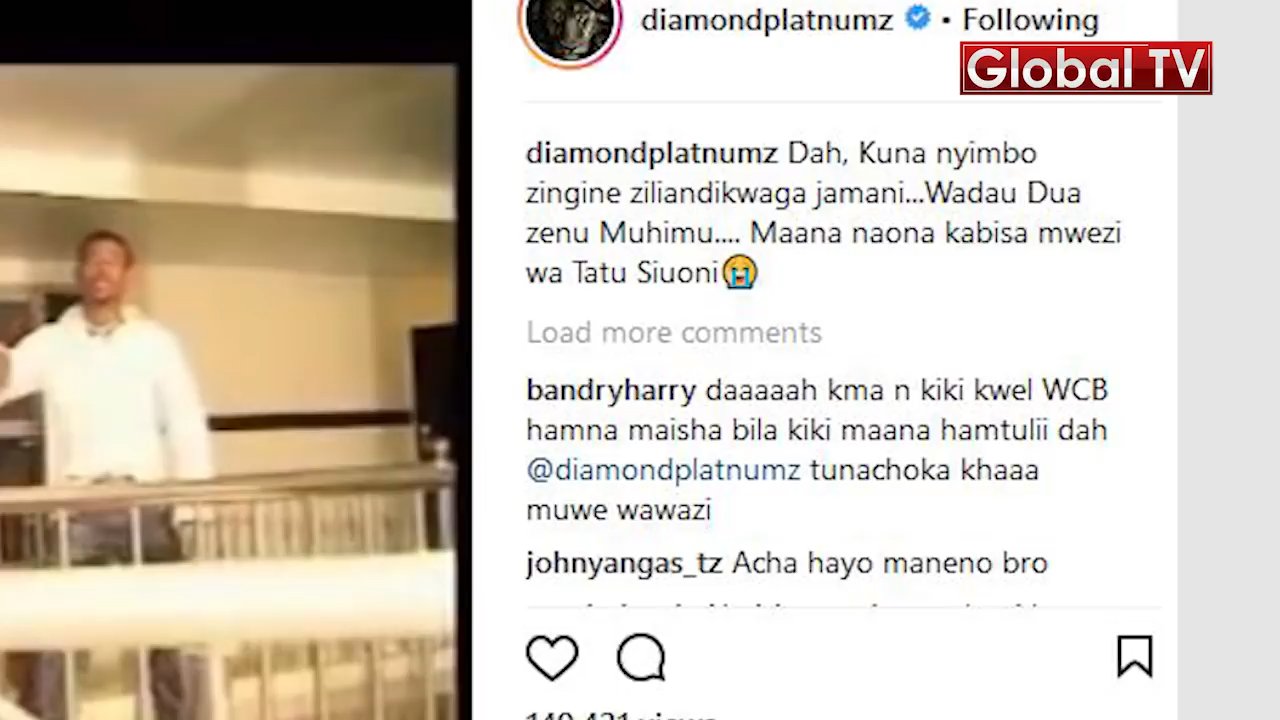 diamondplatnumz • Following
Global TV
diamondplatnumz Dah, Kuna nyimbo
zingine ziliandikwaga jamani...Wadau Dua
zenu Muhimu.... Maana naona kabisa mwezi
wa Tatu Siuoni😭
Load more comments
bandryharry daaaaah kma n kiki kwel WCB
hamna maisha bila kiki maana hamtulii dah
@diamondplatnumz tunachoka khaaa
muwe wawazi
johnyangas_tz Acha hayo maneno bro